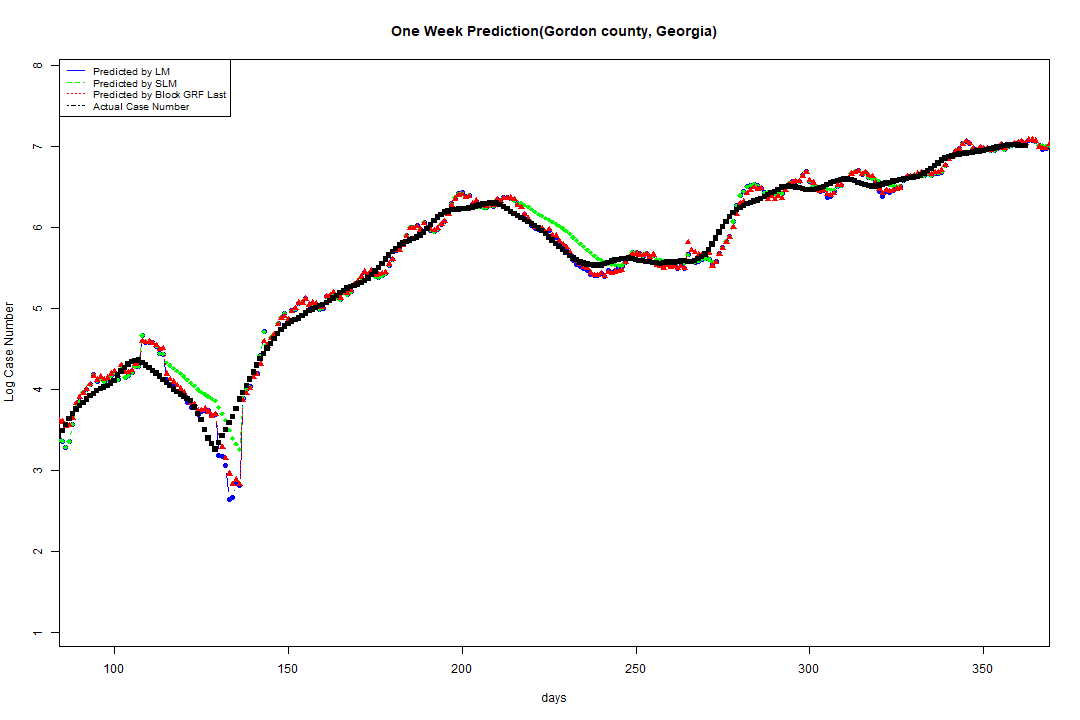 One Week Prediction(Gordon county, Georgia)
Predicted by LM
Predicted by SLM
Predicted by Block GRF Last
Actual Case Number
8
7
6
5
4
3
2
1
Log Case Number
100 150 200 250 300 350
days